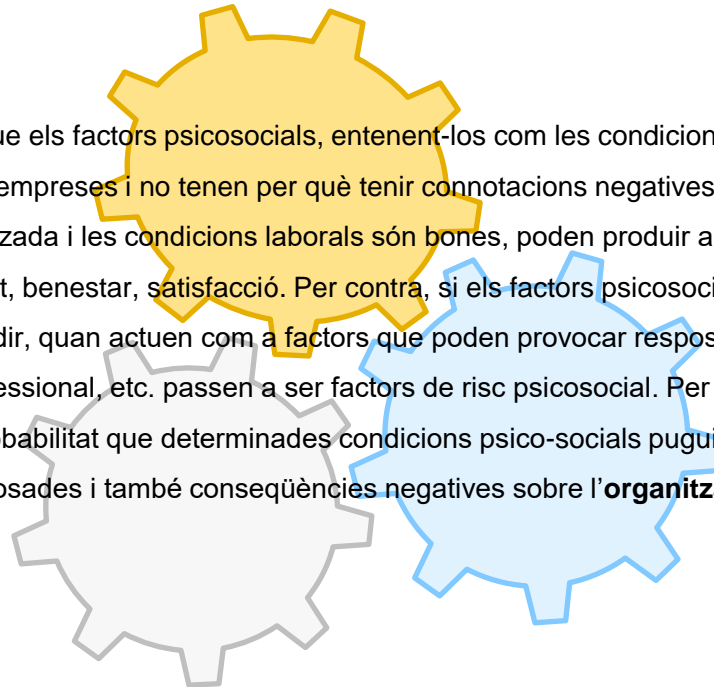 ue els factors psicosocials, entenent-los com les condicion
empreses i no tenen per què tenir connotacions negatives
zada i les condicions laborals són bones, poden produir a
t, benestar, satisfacció. Per contra, si els factors psicosoci
dir, quan actuen com a factors que poden provocar respos
essional, etc. passen a ser factors de risc psicosocial. Per
obabilitat que determinades condicions psico-socials pugui
osades i també conseqüències negatives sobre l’organitz